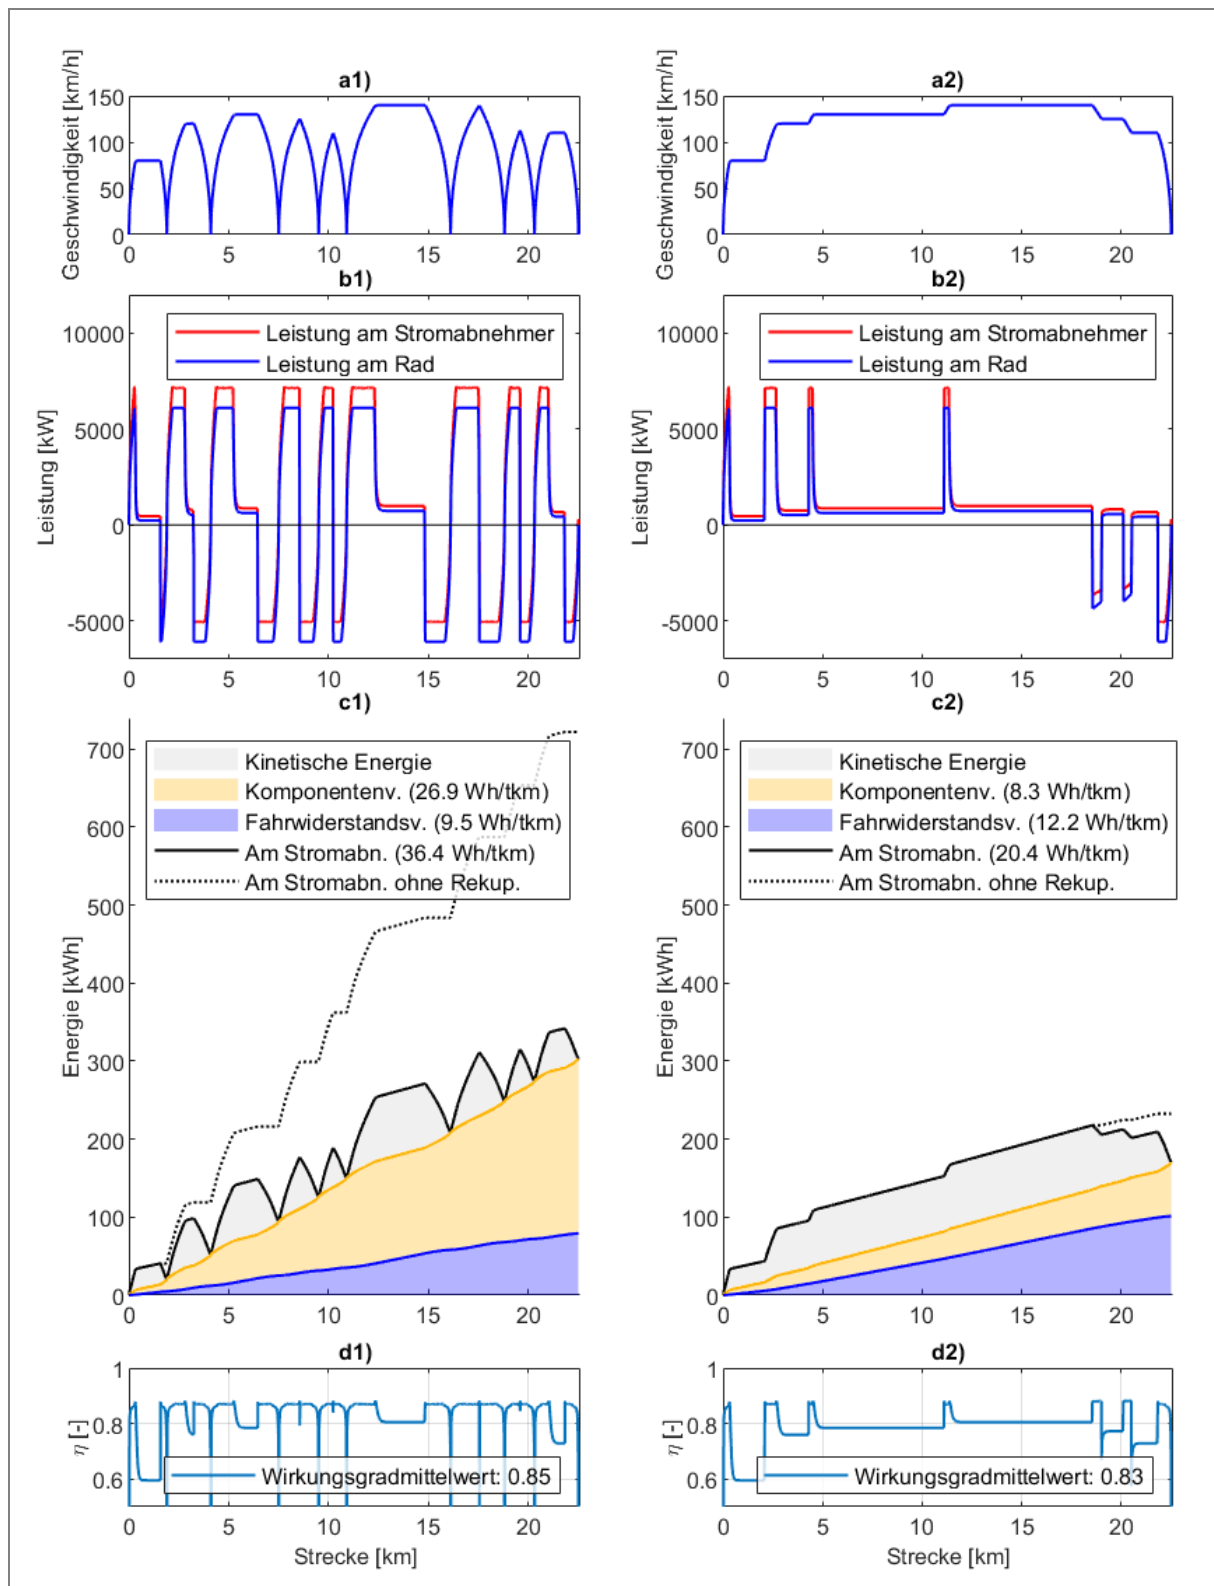 a1)
a2)
Geschwindigkeit [km/h]
150
100
50
0
0 5 10 15 20
Geschwindigkeit [km/h]
150
100
50
0
0 5 10 15 20
b1)
b2)
Leistung [kW]
10000
5000
0
-5000
Leistung am Stromabnehmer
Leistung am Rad
0 5 10 15 20
Leistung [kW]
10000
5000
0
-5000
Leistung am Stromabnehmer
Leistung am Rad
0 5 10 15 20
c1)
c2)
Energie [kWh]
700
600
500
400
300
200
100
0
Kinetische Energie
Komponentenv. (26.9 Wh/tkm)
Fahrwiderstandsv. (9.5 Wh/tkm)
Am Stromabn. (36.4 Wh/tkm)
Am Stromabn. ohne Rekup.
0 5 10 15 20
Energie [kWh]
700
600
500
400
300
200
100
0
Kinetische Energie
Komponentenv. (8.3 Wh/tkm)
Fahrwiderstandsv. (12.2 Wh/tkm)
Am Stromabn. (20.4 Wh/tkm)
Am Stromabn. ohne Rekup.
0 5 10 15 20
d1)
d2)
η [-]
1
0.8
0.6
Wirkungsgradmittelwert: 0.85
0 5 10 15 20
Strecke [km]
η [-]
1
0.8
0.6
Wirkungsgradmittelwert: 0.83
0 5 10 15 20
Strecke [km]